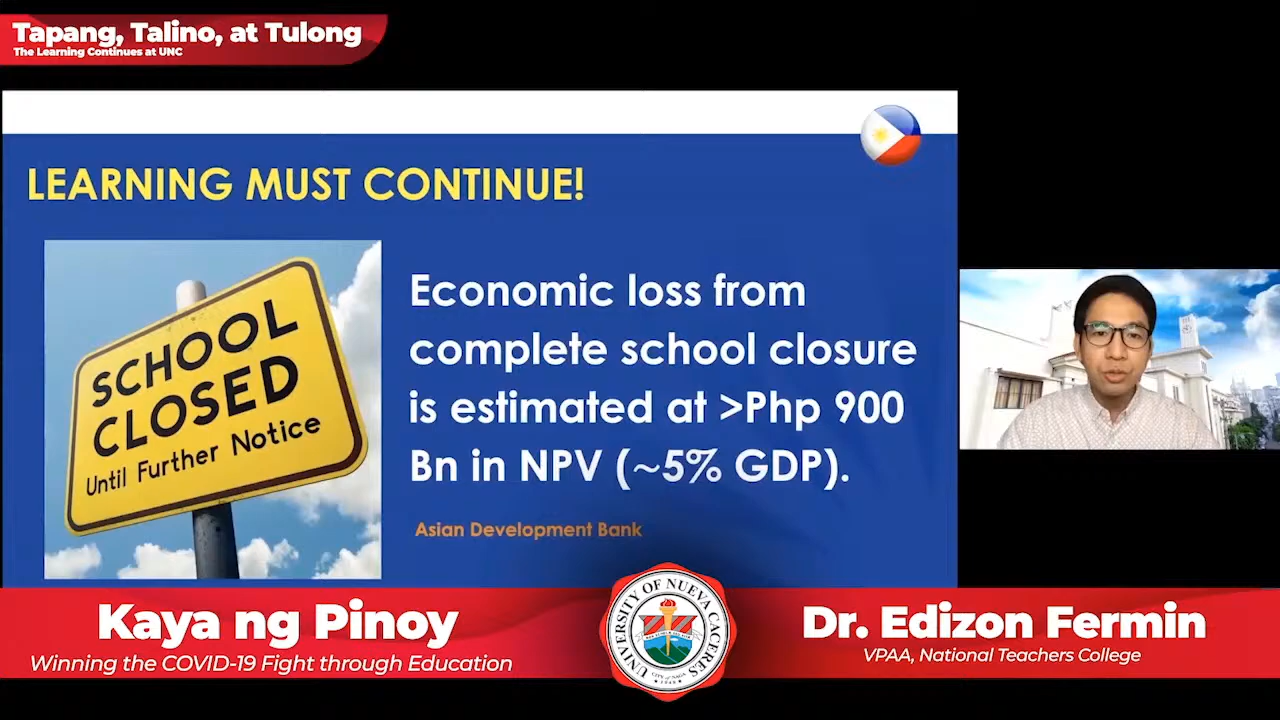 Tapang, Talino, at Tulong
The Learning Continues at UNC
LEARNING MUST CONTINUE!
SCHOOL
CLOSED
Until Further Notice
Economic loss from
complete school closure
is estimated at >Php 900
Bn in NPV (~5% GDP).
Asian Development Bank
Kaya ng Pinoy
Winning the COVID-19 Fight through Education
UNIVERSITY OF NUEVA CACERES
Dr. Edizon Fermin
VPAA, National Teachers College